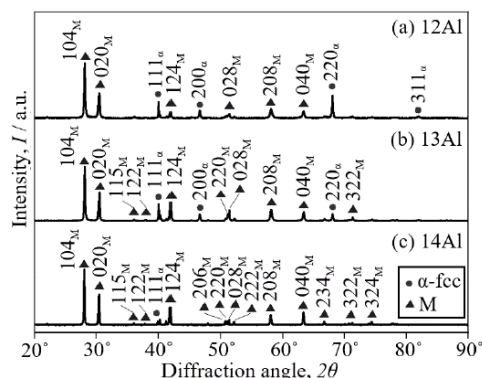 (a) 12Al
104M 020M 111α 124M 200α 028M 208M 040M 220α 311α
(b) 13Al
104M 020M 115M 122M 111α 124M 200α 220M 028M 208M 040M 220α 322M
(c) 14Al
104M 020M 115M 122M 111α 124M 206M 220M 028M 222M 208M 040M 234M 322M 324M
α-fcc
M
Intensity, I / a.u.
20° 30 40 50 60 70 80 90°
Diffraction angle, 2θ